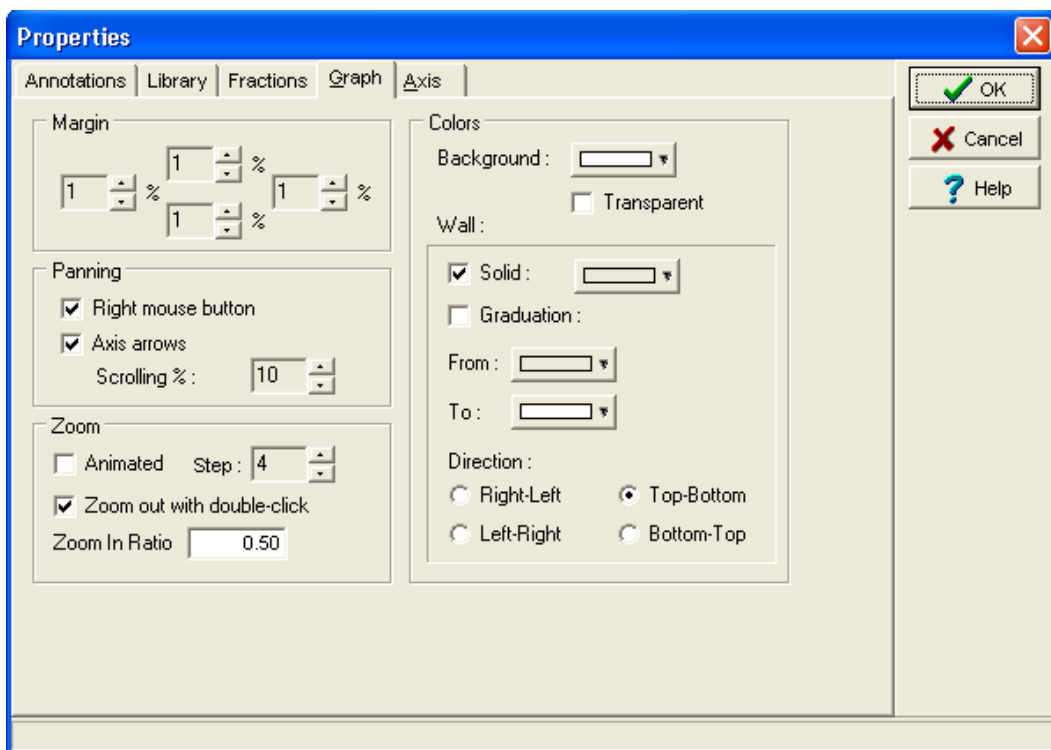 Properties
Annotations Library Fractions Graph Axis
OK
Cancel
Help
Margin
1 %
1 %
1 %
1 %
Panning
Right mouse button
Axis arrows
Scrolling % : 10
Zoom
Animated Step : 4
Zoom out with double-click
Zoom In Ratio 0.50
Colors
Background :
Transparent
Wall :
Solid :
Graduation :
From :
To :
Direction :
Right-Left Top-Bottom
Left-Right Bottom-Top